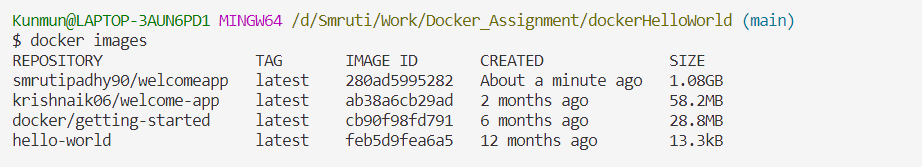 Kunmun@LAPTOP-3AUN6PD1 MINGW64 /d/Smruti/Work/Docker_Assignment/dockerHelloWorld (main)
$ docker images
REPOSITORY TAG IMAGE ID CREATED SIZE
smrutipadhy90/welcomeapp latest 280ad5995282 About a minute ago 1.08GB
krishnaik06/welcome-app latest ab38a6cb29ad 2 months ago 58.2MB
docker/getting-started latest cb90f98fd791 6 months ago 28.8MB
hello-world latest feb5d9fea6a5 12 months ago 13.3kB